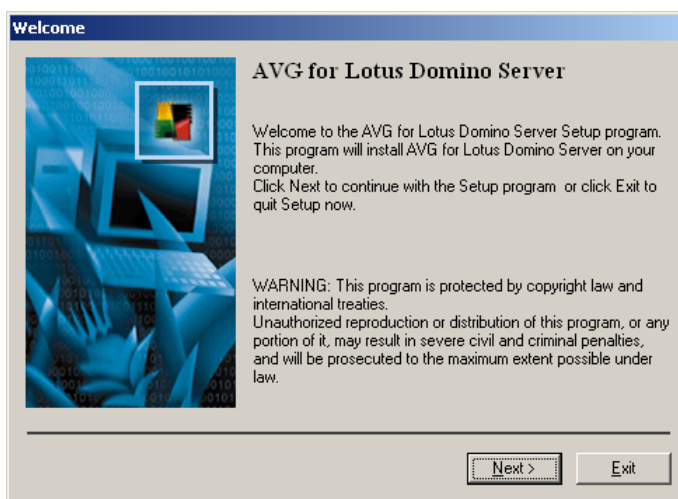 Welcome
AVG for Lotus Domino Server
Welcome to the AVG for Lotus Domino Server Setup program.
This program will install AVG for Lotus Domino Server on your
computer.
Click Next to continue with the Setup program or click Exit to
quit Setup now.
WARNING: This program is protected by copyright law and
international treaties.
Unauthorized reproduction or distribution of this program, or any
portion of it, may result in severe civil and criminal penalties,
and will be prosecuted to the maximum extent possible under
law.
Next >
Exit